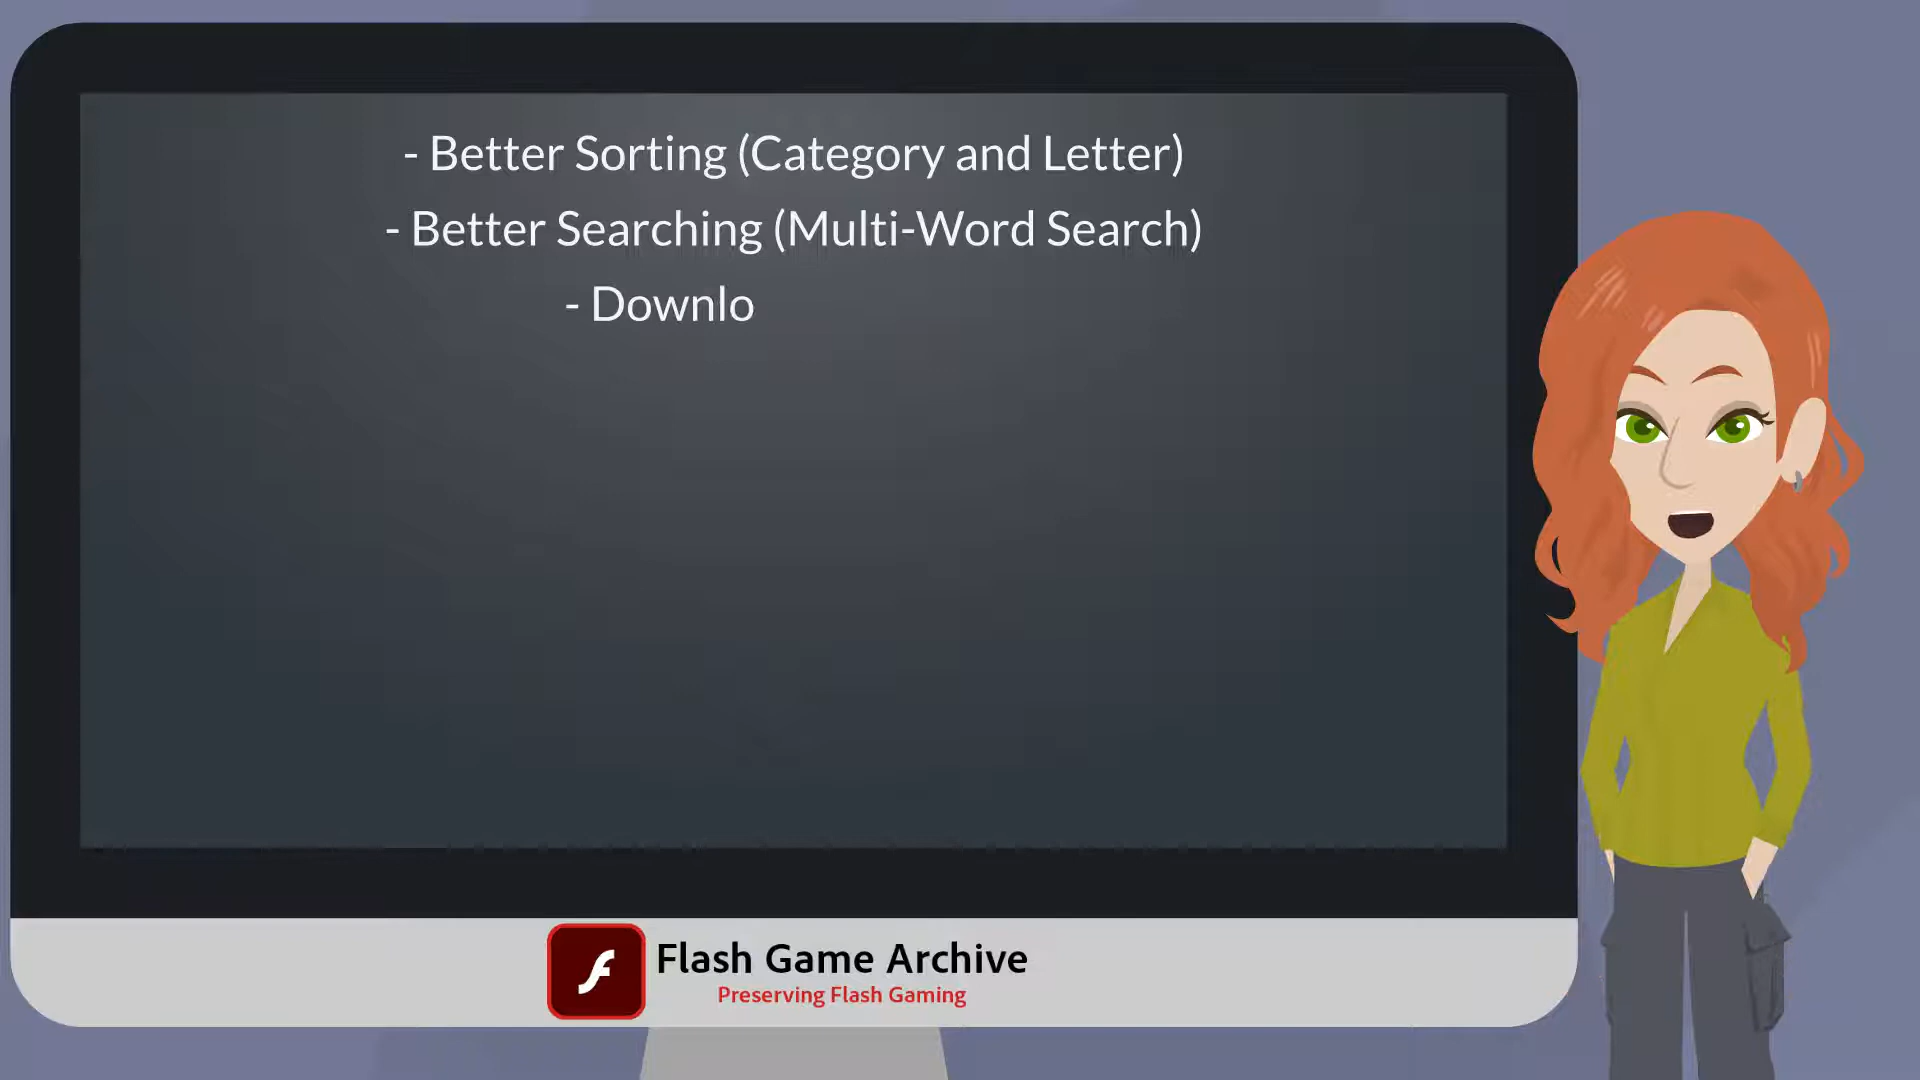 - Better Sorting (Category and Letter)
- Better Searching (Multi-Word Search)
- Downlo
Flash Game Archive
Preserving Flash Gaming